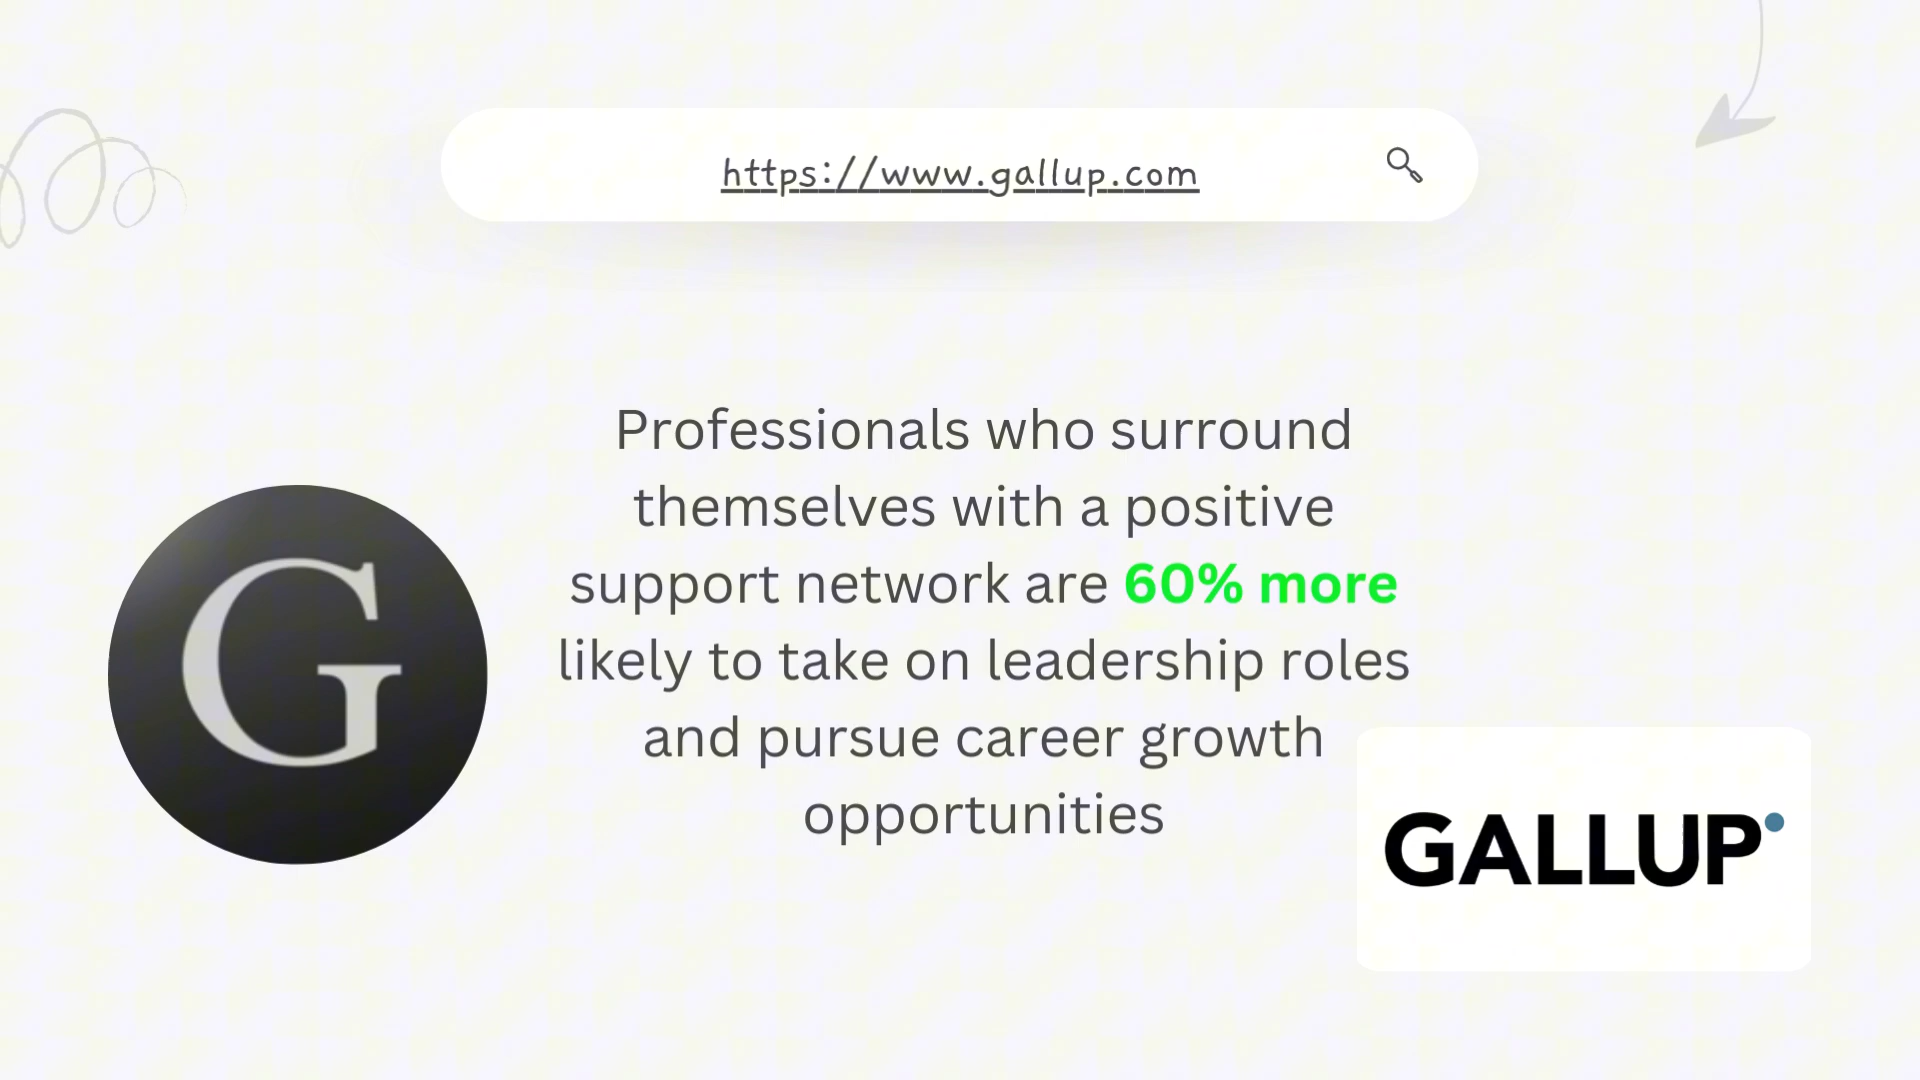 https://www.gallup.com
Professionals who surround
themselves with a positive
support network are 60% more
likely to take on leadership roles
and pursue career growth
opportunities
G
GALLUP